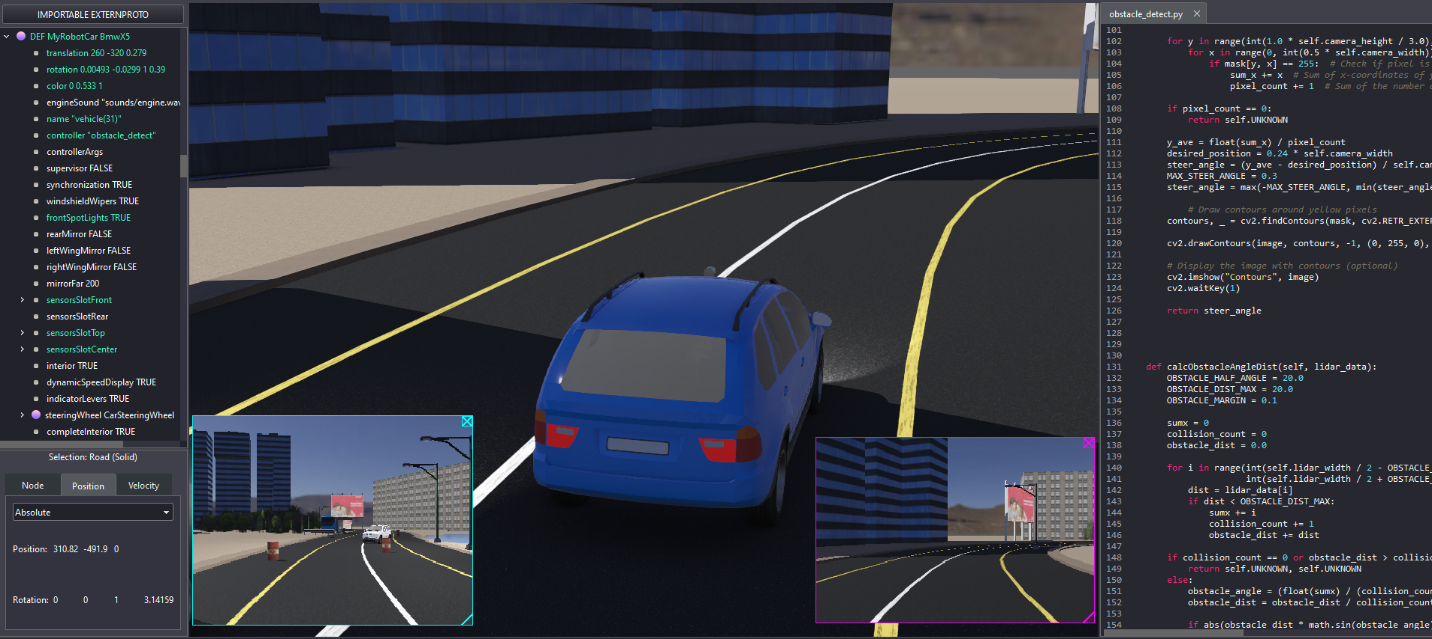 IMPORTABLE EXTERNPROTO
DEF MyRobotCar BmwX5
translation 260 -320 0.279
rotation 0.00493 -0.0299 1 0.39
color 0 0.533 1
engineSound "sounds/engine.wav
name "vehicle(31)"
controller "obstacle_detect"
controllerArgs
supervisor FALSE
synchronization TRUE
windshieldWipers TRUE
frontSpotLights TRUE
rearMirror FALSE
leftWingMirror FALSE
rightWingMirror FALSE
mirrorFar 200
sensorsSlotFront
sensorsSlotRear
sensorsSlotTop
sensorsSlotCenter
interior TRUE
dynamicSpeedDisplay TRUE
indicatorLevers TRUE
steeringWheel CarSteeringWheel
completeInterior TRUE
Selection: Road (Solid)
Node Position Velocity
Absolute
Position: 310.82 -491.9 0
Rotation: 0 0 1 3.14159
obstacle_detect.py
101
102 for y in range(int(1.0 * self.camera_height / 3.0)
103 for x in range(0, int(0.5 * self.camera_width))
104 if mask[y, x] == 255: # Check if pixel is
105 sum_x += x # Sum of x-coordinates of
106 pixel_count += 1 # Sum of the number
107
108 if pixel_count == 0:
109 return self.UNKNOWN
110
111 y_ave = float(sum_x) / pixel_count
112 desired_position = 0.24 * self.camera_width
113 steer_angle = (y_ave - desired_position) / self.ca
114 MAX_STEER_ANGLE = 0.3
115 steer_angle = max(-MAX_STEER_ANGLE, min(steer_angle
116
117 # Draw contours around yellow pixels
118 contours, _ = cv2.findContours(mask, cv2.RETR_EXTER
119
120 cv2.drawContours(image, contours, -1, (0, 255, 0),
121
122 # Display the image with contours (optional)
123 cv2.imshow("Contours", image)
124 cv2.waitKey(1)
125
126 return steer_angle
127
128
129
130
131 def calcObstacleAngleDist(self, lidar_data):
132 OBSTACLE_HALF_ANGLE = 20.0
133 OBSTACLE_DIST_MAX = 20.0
134 OBSTACLE_MARGIN = 0.1
135
136 sumx = 0
137 collision_count = 0
138 obstacle_dist = 0.0
139
140 for i in range(int(self.lidar_width / 2 - OBSTACLE_
141 int(self.lidar_width / 2 + OBSTACLE_
142 dist = lidar_data[i]
143 if dist < OBSTACLE_DIST_MAX:
144 sumx += i
145 collision_count += 1
146 obstacle_dist += dist
147
148 if collision_count == 0 or obstacle_dist > collisio
149 return self.UNKNOWN, self.UNKNOWN
150 else:
151 obstacle_angle = (float(sumx) / (collision_coun
152 obstacle_dist = obstacle_dist / collision_count
153
154 if abs(obstacle_dist * math.sin(obstacle_angle)